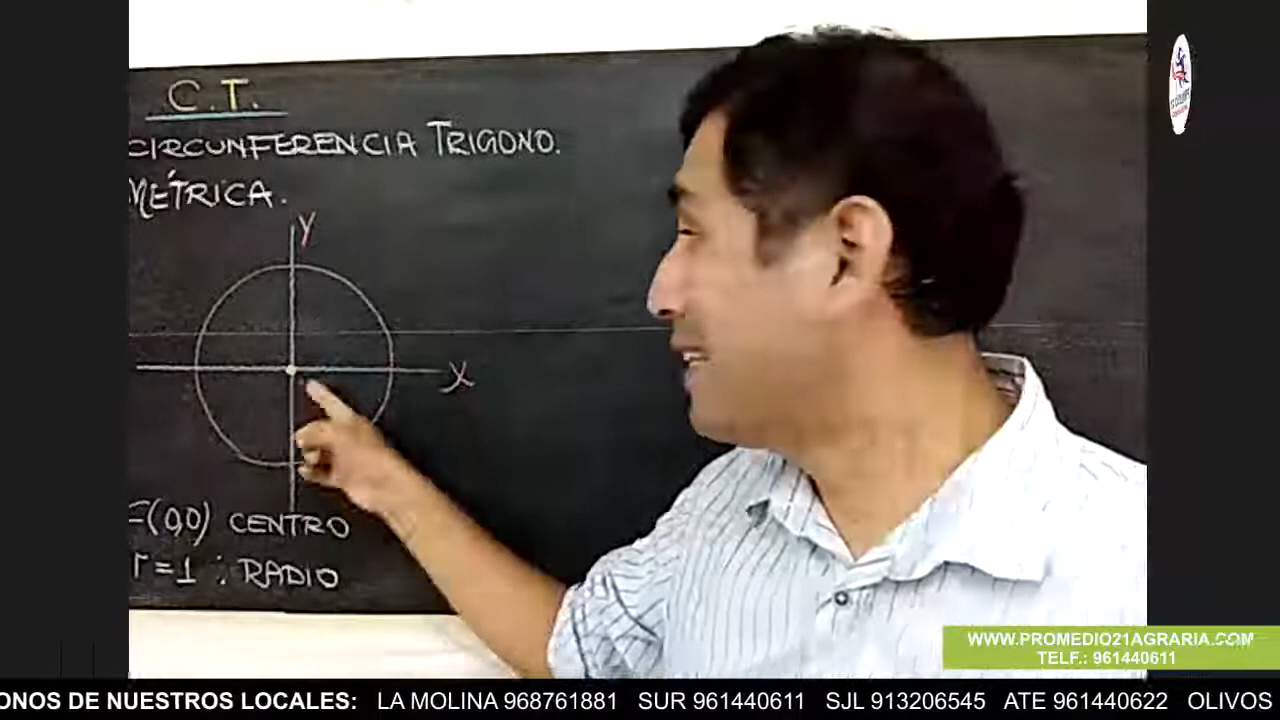 C.T.
CIRCUNFERENCIA TRIGONO.
MÉTRICA.
Y
X
(0,0) CENTRO
r=1 : RADIO
WWW.PROMEDIO21AGRARIA.COM
TELF.: 961440611
ONOS DE NUESTROS LOCALES: LA MOLINA 968761881 SUR 961440611 SJL 913206545 ATE 961440622 OLIVOS